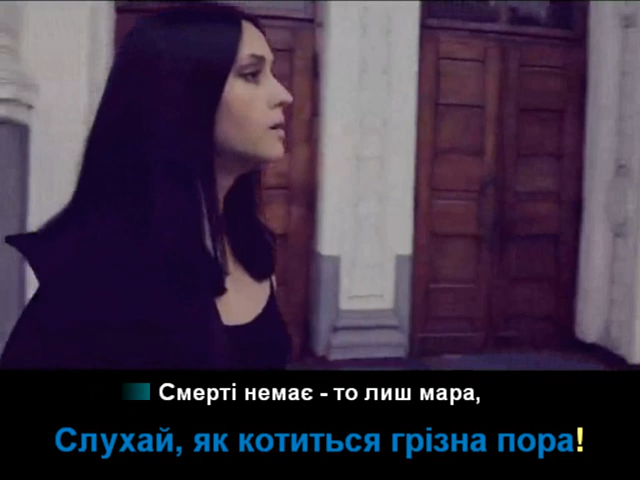 Смерті немає - то лиш мара,
Слухай, як котиться грізна пора!